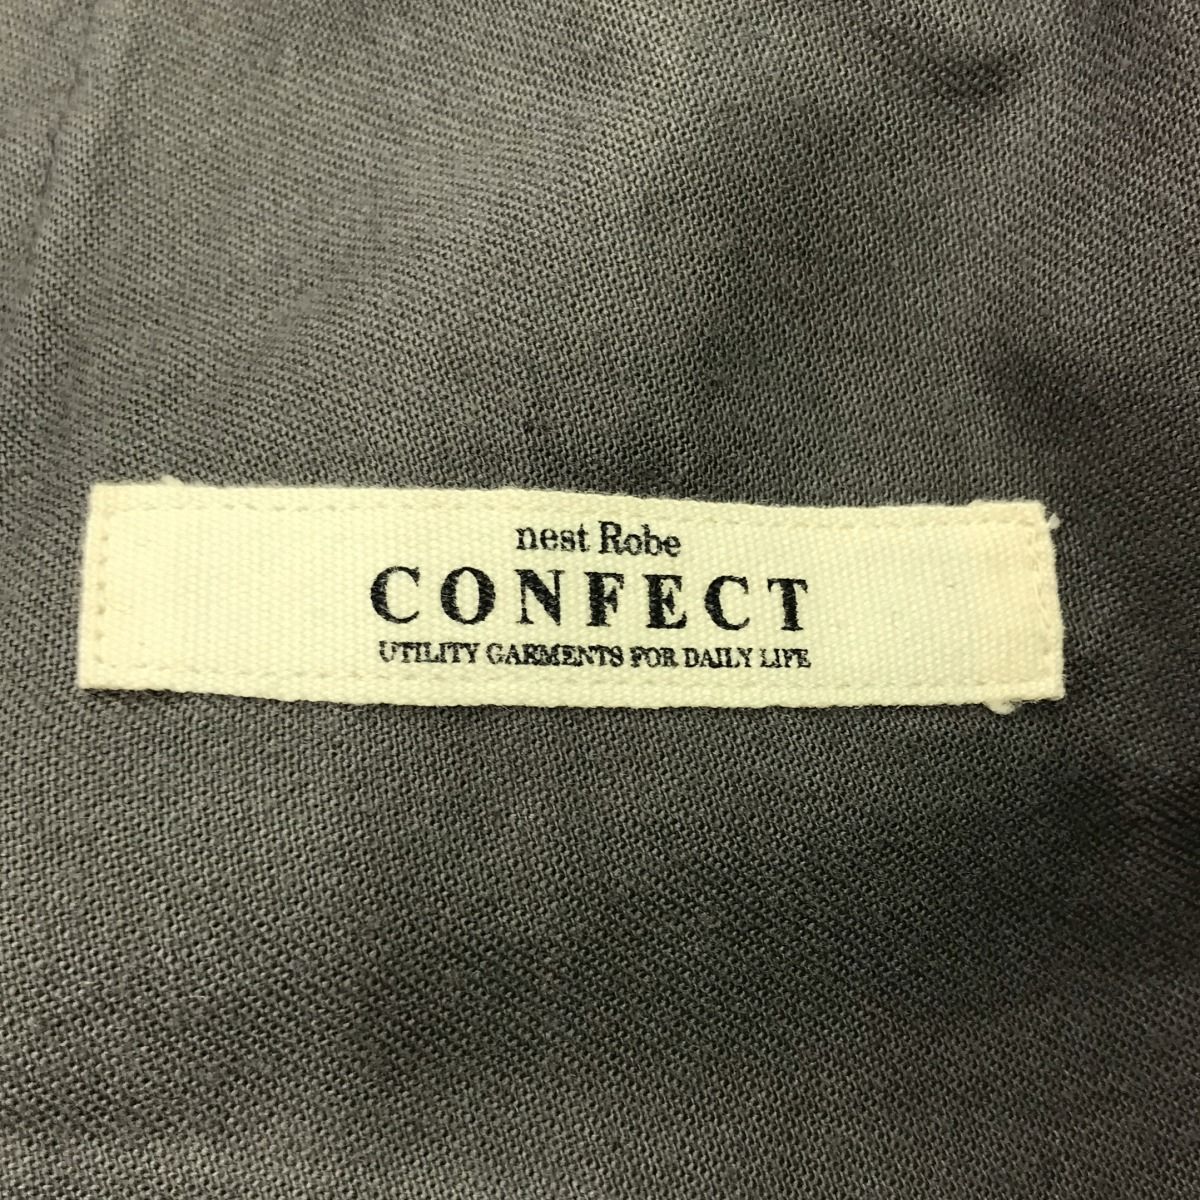 nest Robe
CONFECT
UTILITY GARMENTS FOR DAILY LIFE